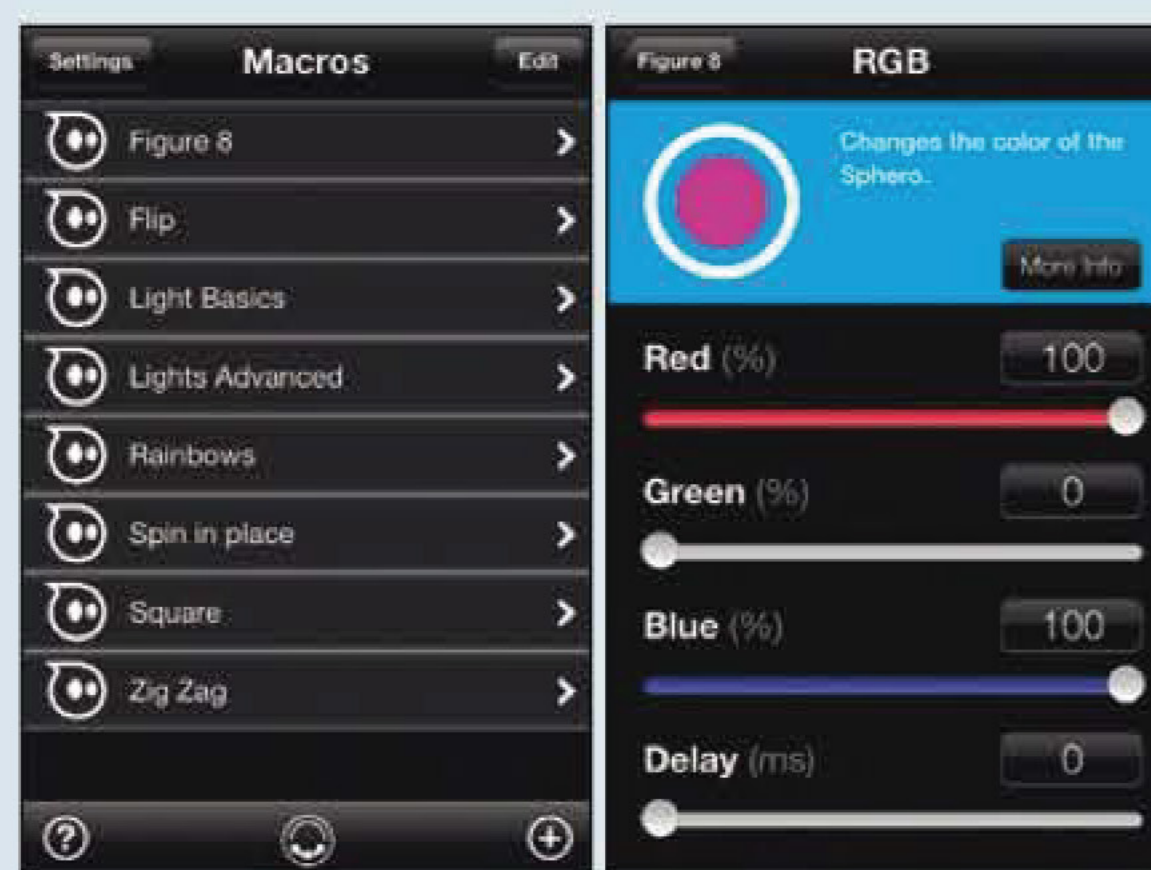 Settings
Macros
Edit
Figure 8
Flip
Light Basics
Lights Advanced
Rainbows
Spin in place
Square
Zig Zag
?
Figure 8
RGB
Changes the color of the
Sphero.
More Info
Red (%) 100
Green (%) 0
Blue (%) 100
Delay (ms) 0